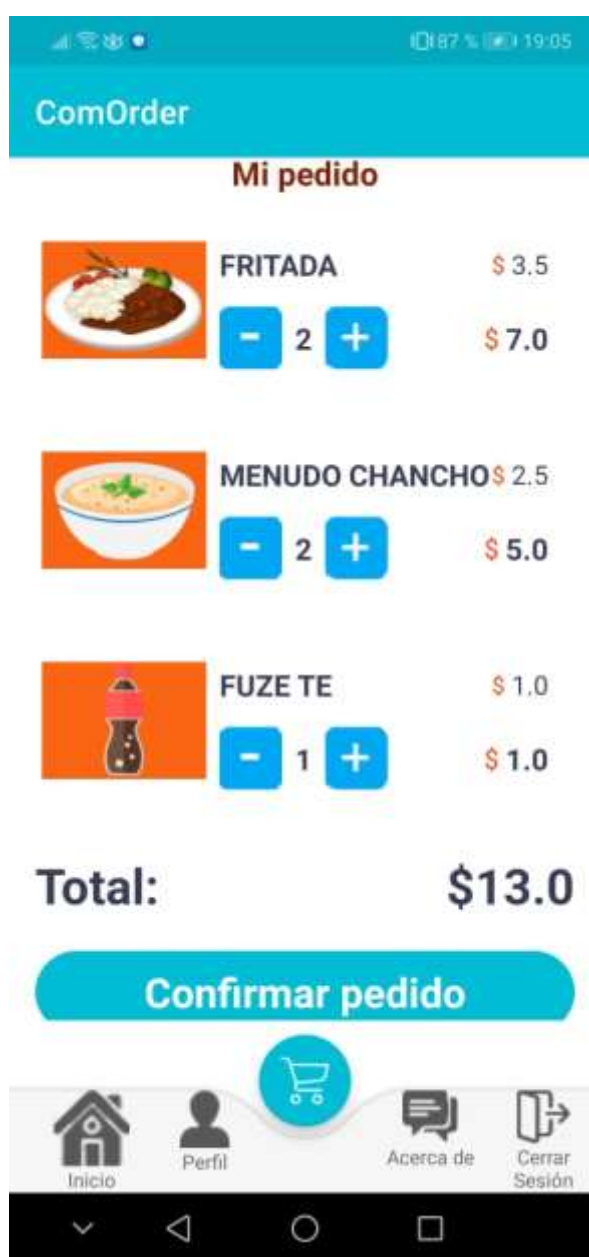 87 % 19:05
ComOrder
Mi pedido
FRITADA $ 3.5
- 2 + $ 7.0
MENUDO CHANCHO $ 2.5
- 2 + $ 5.0
FUZE TE $ 1.0
- 1 + $ 1.0
Total: $13.0
Confirmar pedido
Inicio
Perfil
Acerca de
Cerrar
Sesión